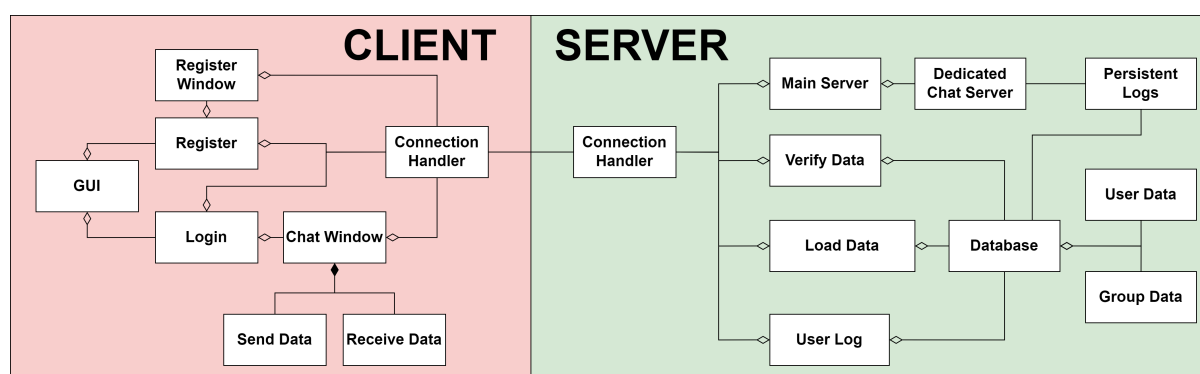 CLIENT
SERVER
Register
Window
Register
GUI
Login
Chat Window
Connection
Handler
Send Data
Receive Data
Connection
Handler
Main Server
Dedicated
Chat Server
Persistent
Logs
Verify Data
User Data
Load Data
Database
Group Data
User Log